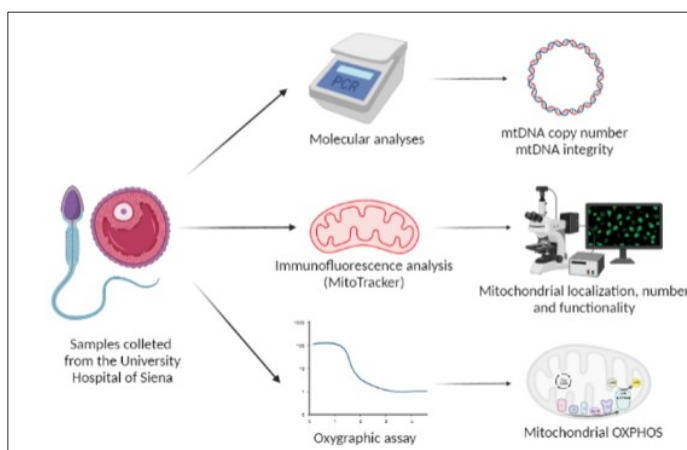 PCR
Molecular analyses
mtDNA copy number
mtDNA integrity
Samples colleted
from the University
Hospital of Siena
Immunofluorescence analysis
(MitoTracker)
Mitochondrial localization, number
and functionality
Oxygraphic assay
Mitochondrial OXPHOS